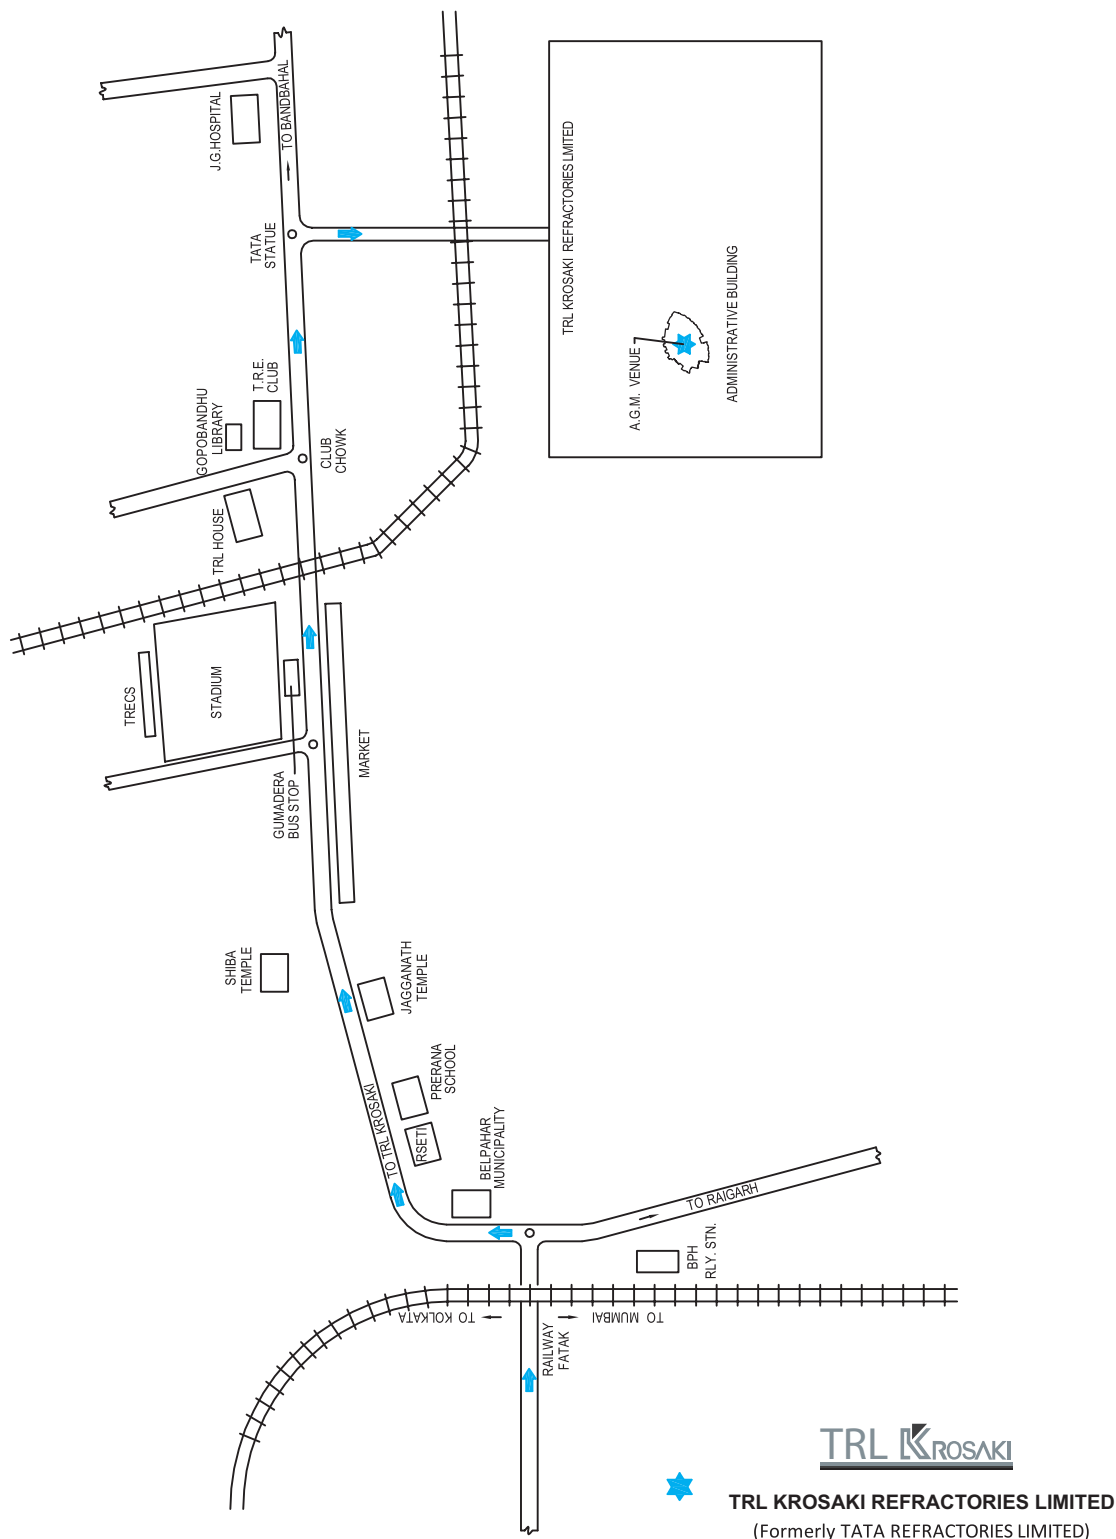 J.G.HOSPITAL
TO BANDBAHAL
TATA
STATUE
TRL KROSAKI REFRACTORIES LMITED
A.G.M. VENUE
ADMINISTRATIVE BUILDING
GOPOBANDHU
LIBRARY
T.R.E.
CLUB
CLUB
CHOWK
TRL HOUSE
TRECS
STADIUM
GUMADERA
BUS STOP
MARKET
SHIBA
TEMPLE
JAGGANATH
TEMPLE
PRERANA
SCHOOL
RSETI
TO TRL KROSAKI
BELPAHAR
MUNICIPALITY
TO RAIGARH
BPH
RLY. STN.
TO KOLKATA
TO MUMBAI
RAILWAY
FATAK
TRL KROSAKI
TRL KROSAKI REFRACTORIES LIMITED
(Formerly TATA REFRACTORIES LIMITED)